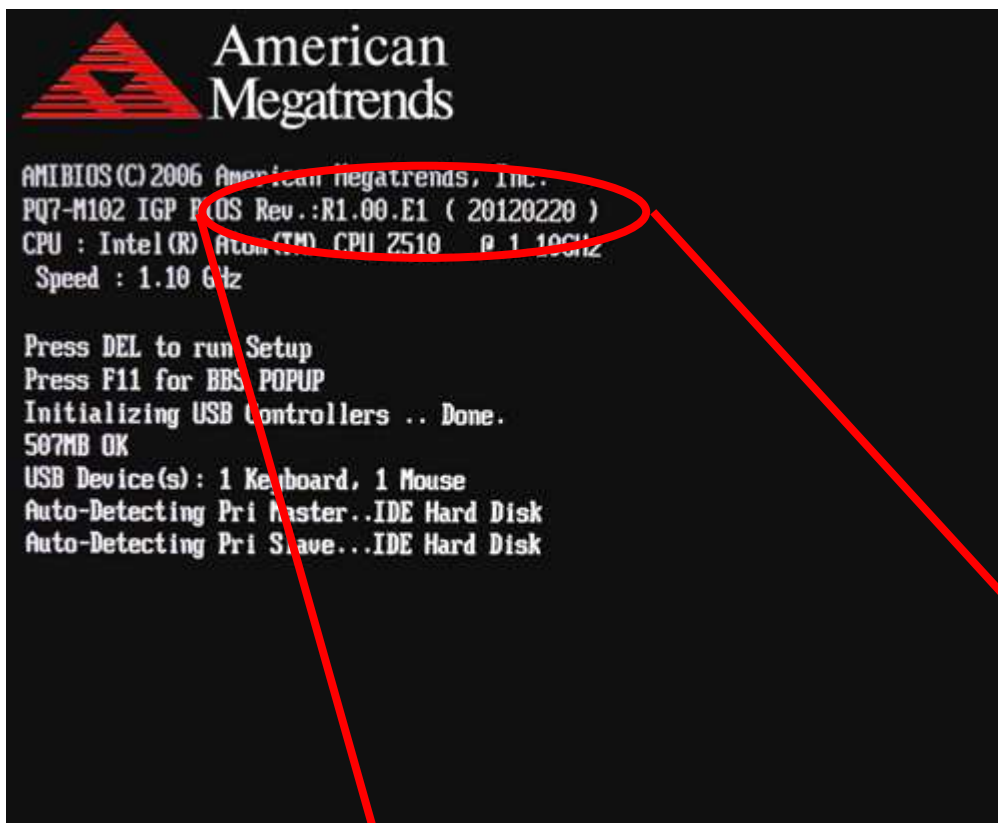 American
Megatrends
AMIBIOS(C)2006 American Megatrends, Inc.
PQ7-M102 IGP BIOS Rev.:R1.00.E1 ( 20120220 )
CPU : Intel(R) Atom(TM) CPU Z510 @ 1.10GHz
Speed : 1.10 GHz
Press DEL to run Setup
Press F11 for BBS POPUP
Initializing USB Controllers .. Done.
507MB OK
USB Device(s): 1 Keyboard, 1 Mouse
Auto-Detecting Pri Master..IDE Hard Disk
Auto-Detecting Pri Slave...IDE Hard Disk